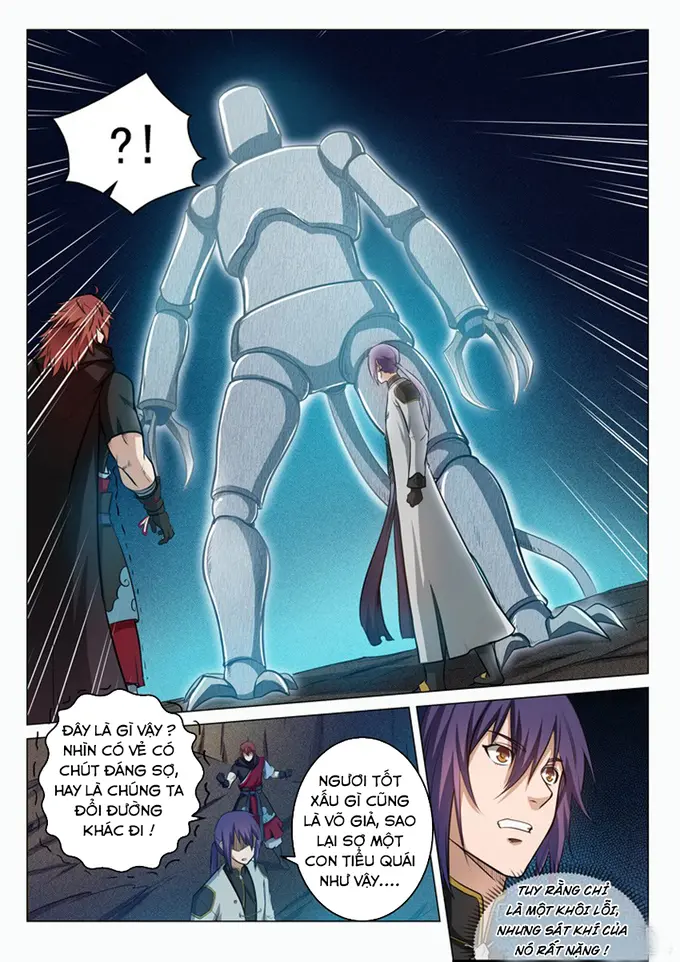 ?!
ĐÂY LÀ GÌ VẬY ?
NHÌN CÓ VẺ CÓ
CHÚT ĐÁNG SỢ,
HAY LÀ CHÚNG TA
ĐỔI ĐƯỜNG
KHÁC ĐI !
NGƯƠI TỐT
XẤU GÌ CŨNG
LÀ VÕ GIẢ, SAO
LẠI SỢ MỘT
CON TIỂU QUÁI
NHƯ VẬY....
TUY RẰNG CHỈ
LÀ MỘT KHÔI LỖI,
NHƯNG SÁT KHÍ CỦA
NÓ RẤT NẶNG !